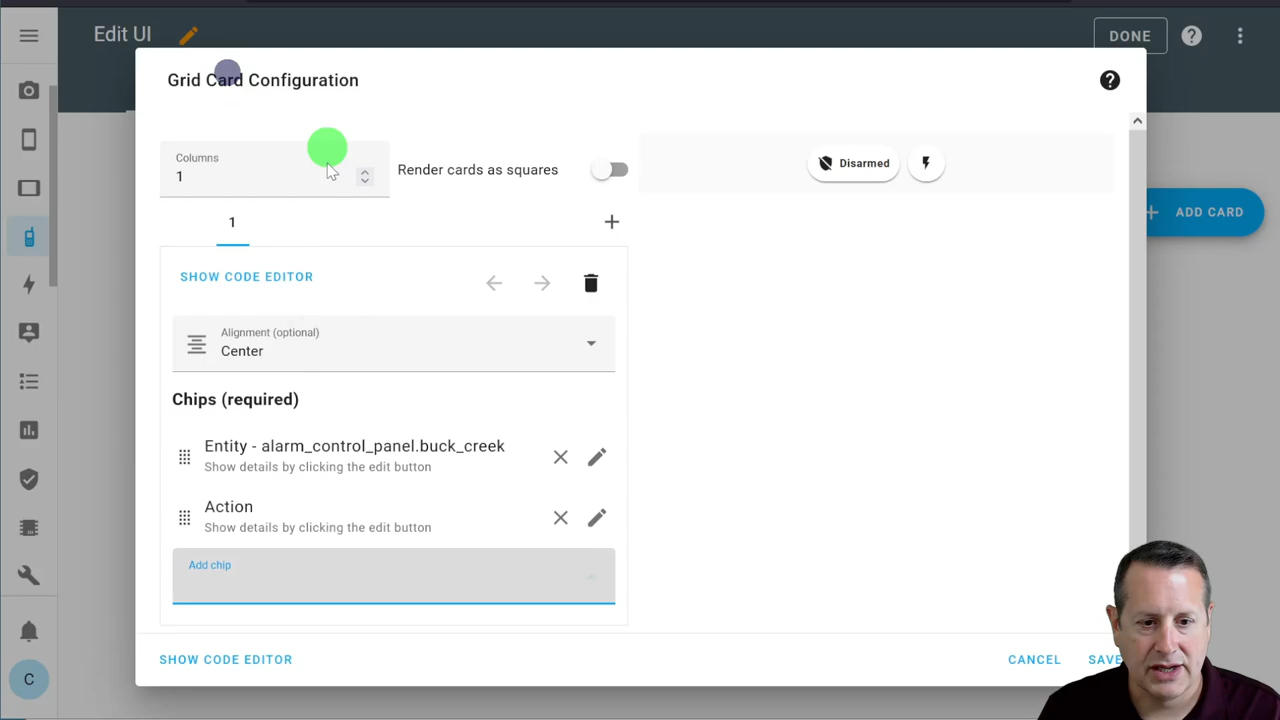 Edit UI
DONE
Grid Card Configuration
Columns
1
Render cards as squares
Disarmed
ADD CARD
1
SHOW CODE EDITOR
Alignment (optional)
Center
Chips (required)
Entity - alarm_control_panel.buck_creek
Show details by clicking the edit button
Action
Show details by clicking the edit button
Add chip
SHOW CODE EDITOR
CANCEL
SAVE
C